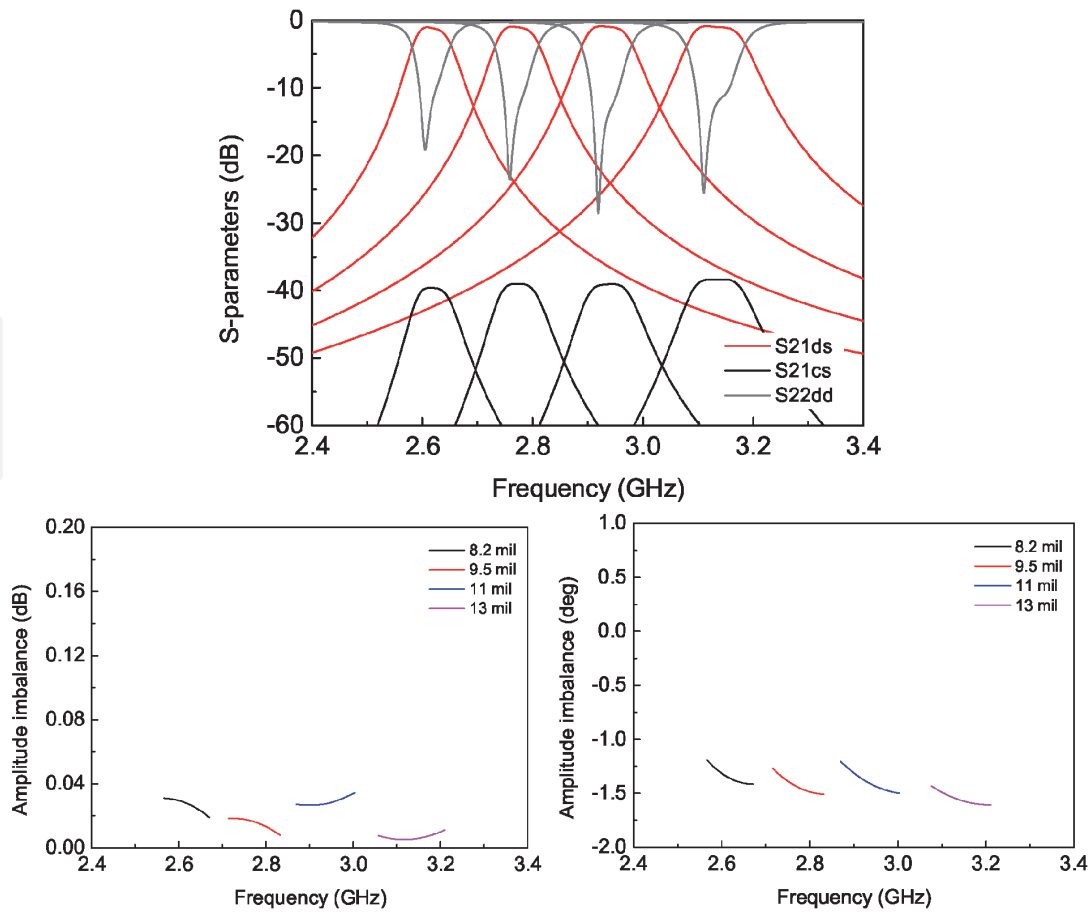 0
-10
-20
-30
-40
-50
-60
S-parameters (dB)
S21ds
S21cs
S22dd
2.4 2.6 2.8 3.0 3.2 3.4
Frequency (GHz)
0.20
0.16
0.12
0.08
0.04
0.00
Amplitude imbalance (dB)
8.2 mil
9.5 mil
11 mil
13 mil
2.4 2.6 2.8 3.0 3.2 3.4
Frequency (GHz)
1.0
0.5
0.0
-0.5
-1.0
-1.5
-2.0
Amplitude imbalance (deg)
8.2 mil
9.5 mil
11 mil
13 mil
2.4 2.6 2.8 3.0 3.2 3.4
Frequency (GHz)